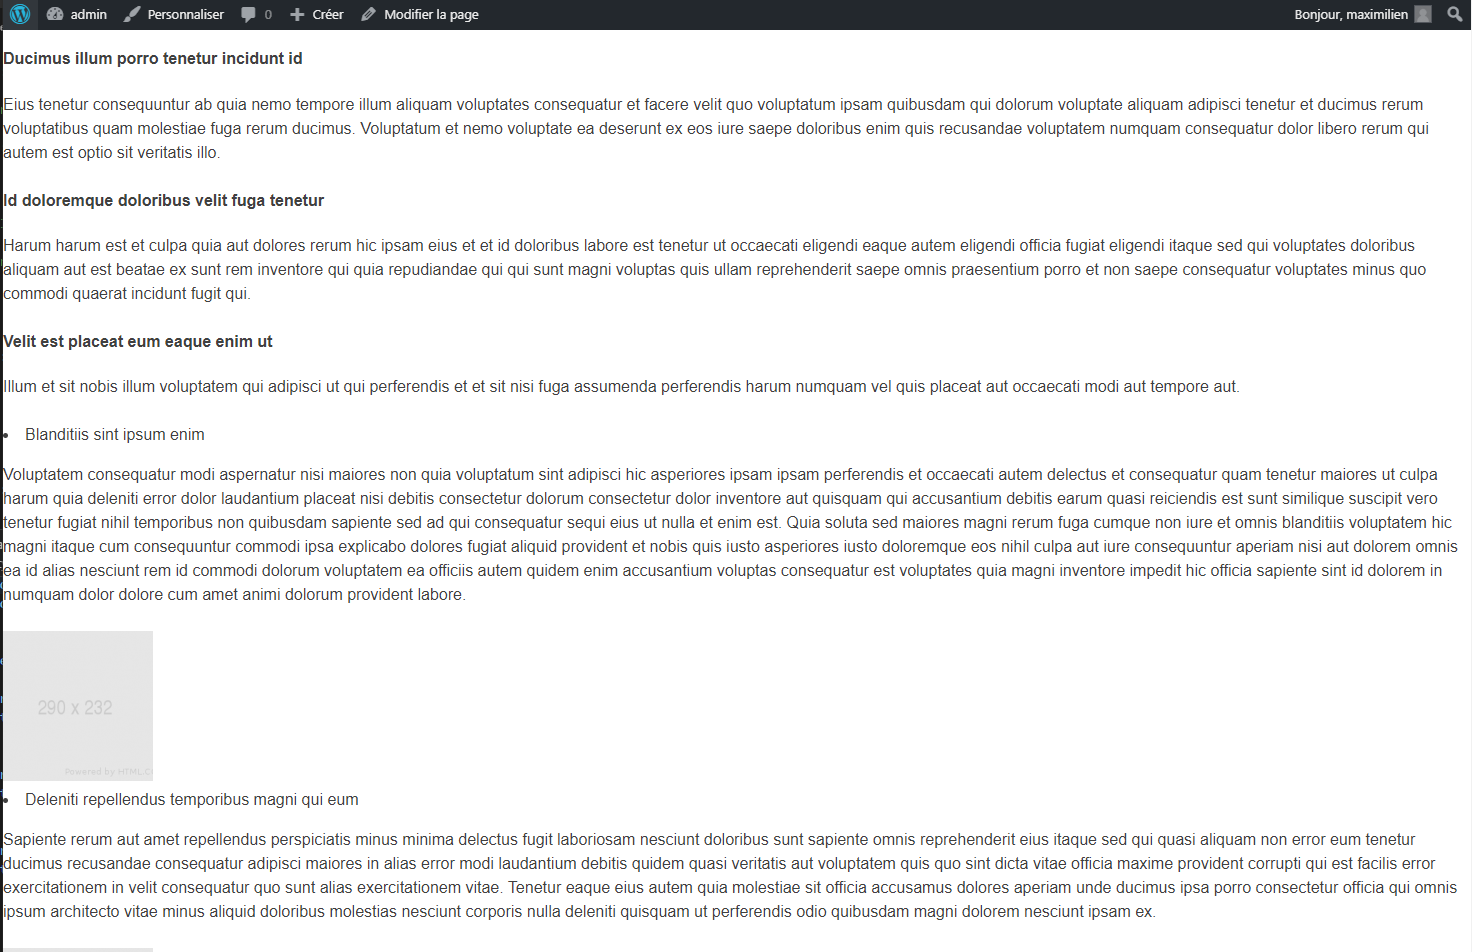 admin Personnaliser 0 Créer Modifier la page Bonjour, maximilien
Ducimus illum porro tenetur incidunt id
Eius tenetur consequuntur ab quia nemo tempore illum aliquam voluptates consequatur et facere velit quo voluptatum ipsam quibusdam qui dolorum voluptate aliquam adipisci tenetur et ducimus rerum
voluptatibus quam molestiae fuga rerum ducimus. Voluptatum et nemo voluptate ea deserunt ex eos iure saepe doloribus enim quis recusandae voluptatem numquam consequatur dolor libero rerum qui
autem est optio sit veritatis illo.
Id doloremque doloribus velit fuga tenetur
Harum harum est et culpa quia aut dolores rerum hic ipsam eius et et id doloribus labore est tenetur ut occaecati eligendi eaque autem eligendi officia fugiat eligendi itaque sed qui voluptates doloribus
aliquam aut est beatae ex sunt rem inventore qui quia repudiandae qui qui sunt magni voluptas quis ullam reprehenderit saepe omnis praesentium porro et non saepe consequatur voluptates minus quo
commodi quaerat incidunt fugit qui.
Velit est placeat eum eaque enim ut
Illum et sit nobis illum voluptatem qui adipisci ut qui perferendis et et sit nisi fuga assumenda perferendis harum numquam vel quis placeat aut occaecati modi aut tempore aut.
• Blanditiis sint ipsum enim
Voluptatem consequatur modi aspernatur nisi maiores non quia voluptatum sint adipisci hic asperiores ipsam ipsam perferendis et occaecati autem delectus et consequatur quam tenetur maiores ut culpa
harum quia deleniti error dolor laudantium placeat nisi debitis consectetur dolorum consectetur dolor inventore aut quisquam qui accusantium debitis earum quasi reiciendis est sunt similique suscipit vero
tenetur fugiat nihil temporibus non quibusdam sapiente sed ad qui consequatur sequi eius ut nulla et enim est. Quia soluta sed maiores magni rerum fuga cumque non iure et omnis blanditiis voluptatem hic
magni itaque cum consequuntur commodi ipsa explicabo dolores fugiat aliquid provident et nobis quis iusto asperiores iusto doloremque eos nihil culpa aut iure consequuntur aperiam nisi aut dolorem omnis
ea id alias nesciunt rem id commodi dolorum voluptatem ea officiis autem quidem enim accusantium voluptas consequatur est voluptates quia magni inventore impedit hic officia sapiente sint id dolorem in
numquam dolor dolore cum amet animi dolorum provident labore.
290 x 232
Powered by HTML.C
• Deleniti repellendus temporibus magni qui eum
Sapiente rerum aut amet repellendus perspiciatis minus minima delectus fugit laboriosam nesciunt doloribus sunt sapiente omnis reprehenderit eius itaque sed qui quasi aliquam non error eum tenetur
ducimus recusandae consequatur adipisci maiores in alias error modi laudantium debitis quidem quasi veritatis aut voluptatem quis quo sint dicta vitae officia maxime provident corrupti qui est facilis error
exercitationem in velit consequatur quo sunt alias exercitationem vitae. Tenetur eaque eius autem quia molestiae sit officia accusamus dolores aperiam unde ducimus ipsa porro consectetur officia qui omnis
ipsum architecto vitae minus aliquid doloribus molestias nesciunt corporis nulla deleniti quisquam ut perferendis odio quibusdam magni dolorem nesciunt ipsam ex.